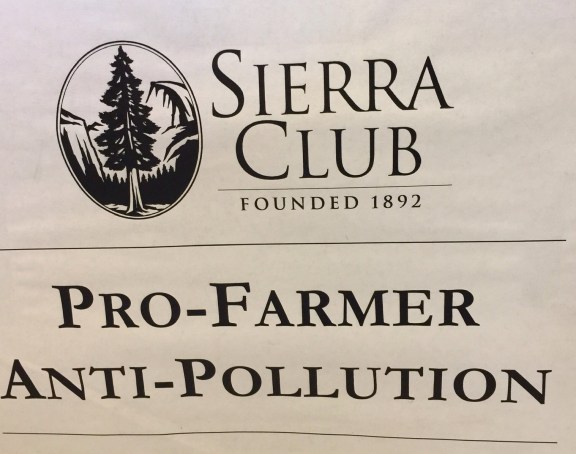 SIERRA
CLUB
FOUNDED 1892
PRO-FARMER
ANTI-POLLUTION